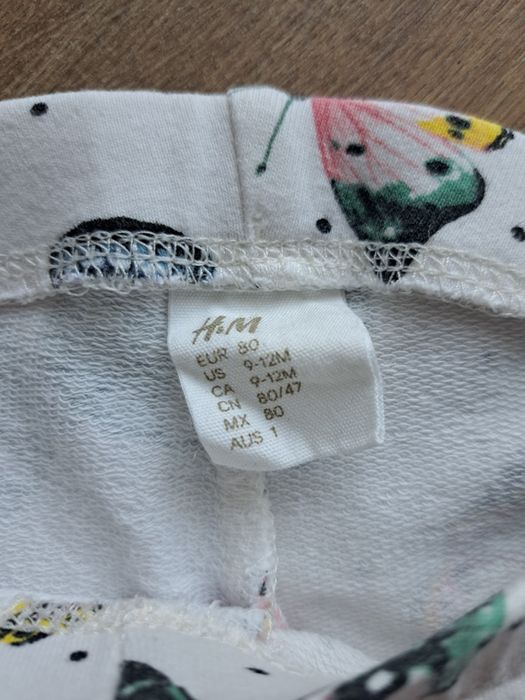 H&M
EUR 80
US 9-12M
CA 9-12M
CN 80/47
MX 80
AUS 1